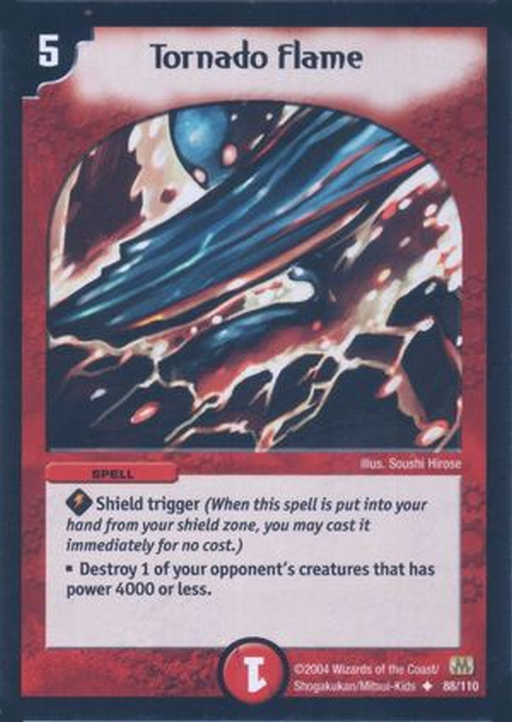 5
Tornado Flame
illus. Soushi Hirose
SPELL
Shield trigger (When this spell is put into your
hand from your shield zone, you may cast it
immediately for no cost.)
▪ Destroy 1 of your opponent's creatures that has
power 4000 or less.
1
©2004 Wizards of the Coast/
Shogakukan/Mitsui-Kids ♦ 88/110